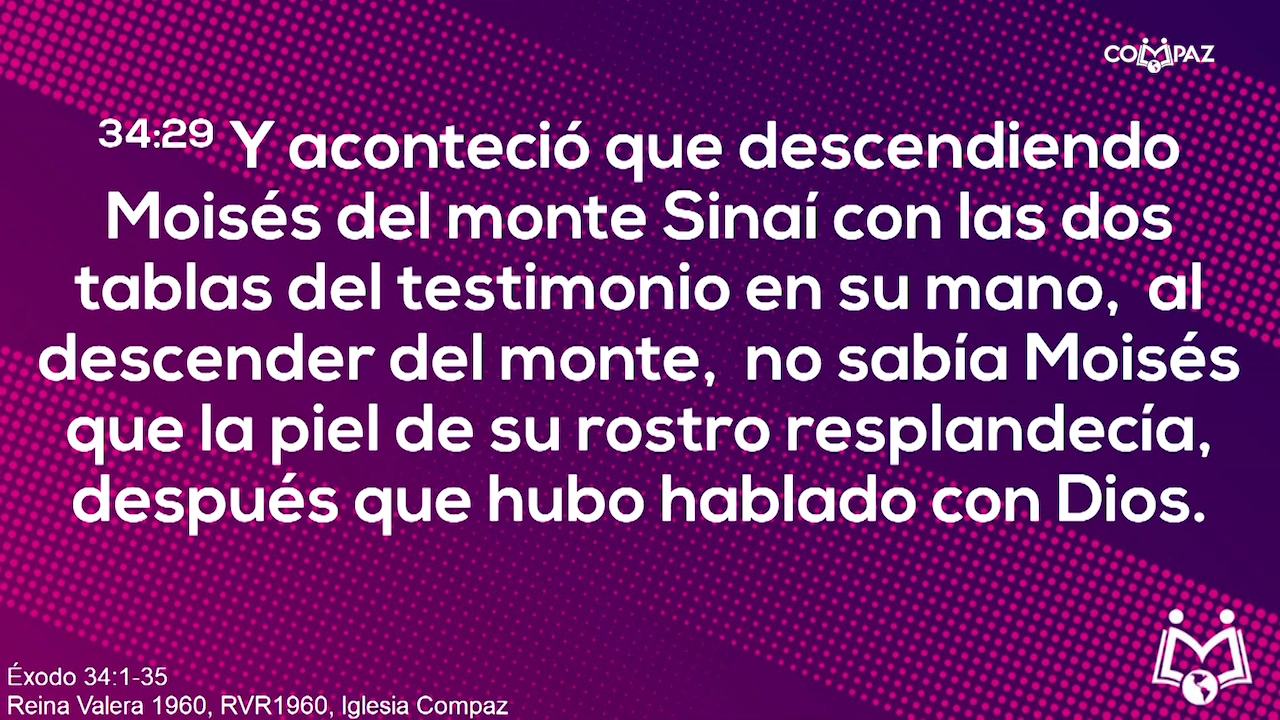 COMPAZ
34:29 Y aconteció que descendiendo
Moisés del monte Sinaí con las dos
tablas del testimonio en su mano,  al
descender del monte,  no sabía Moisés
que la piel de su rostro resplandecía,
después que hubo hablado con Dios.
Éxodo 34:1-35
Reina Valera 1960, RVR1960, Iglesia Compaz